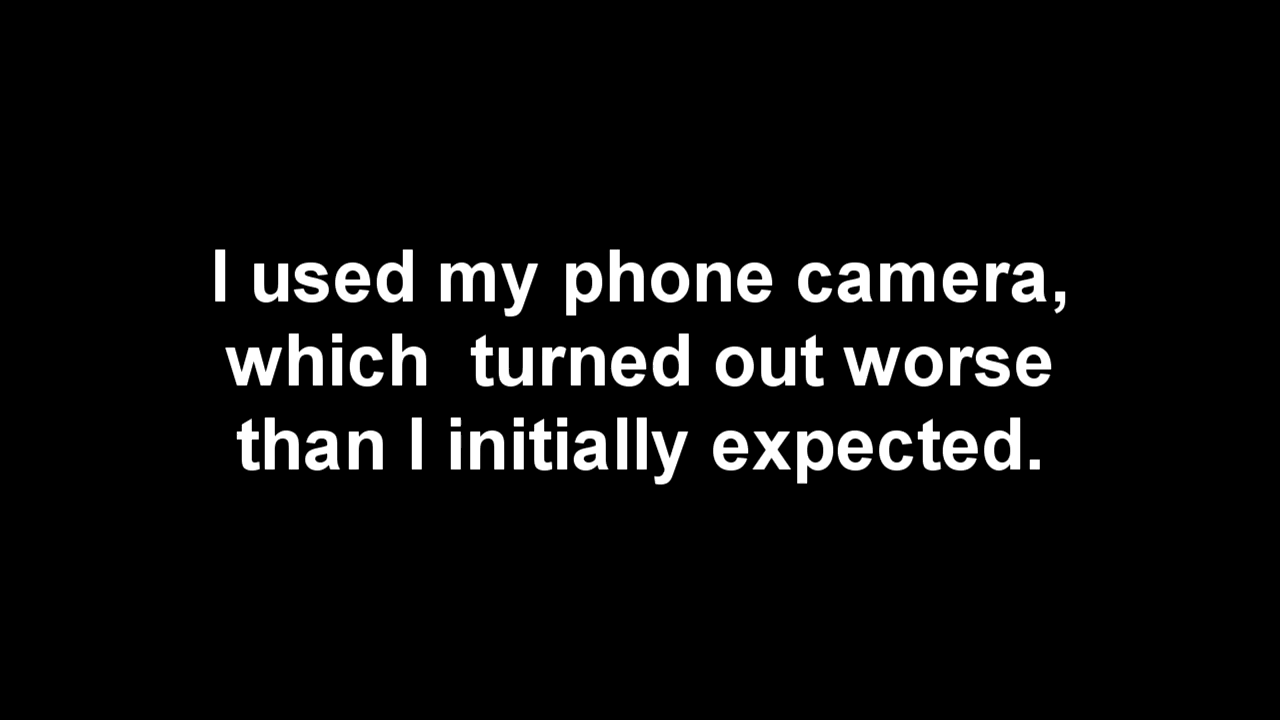 I used my phone camera,
which  turned out worse
than I initially expected.